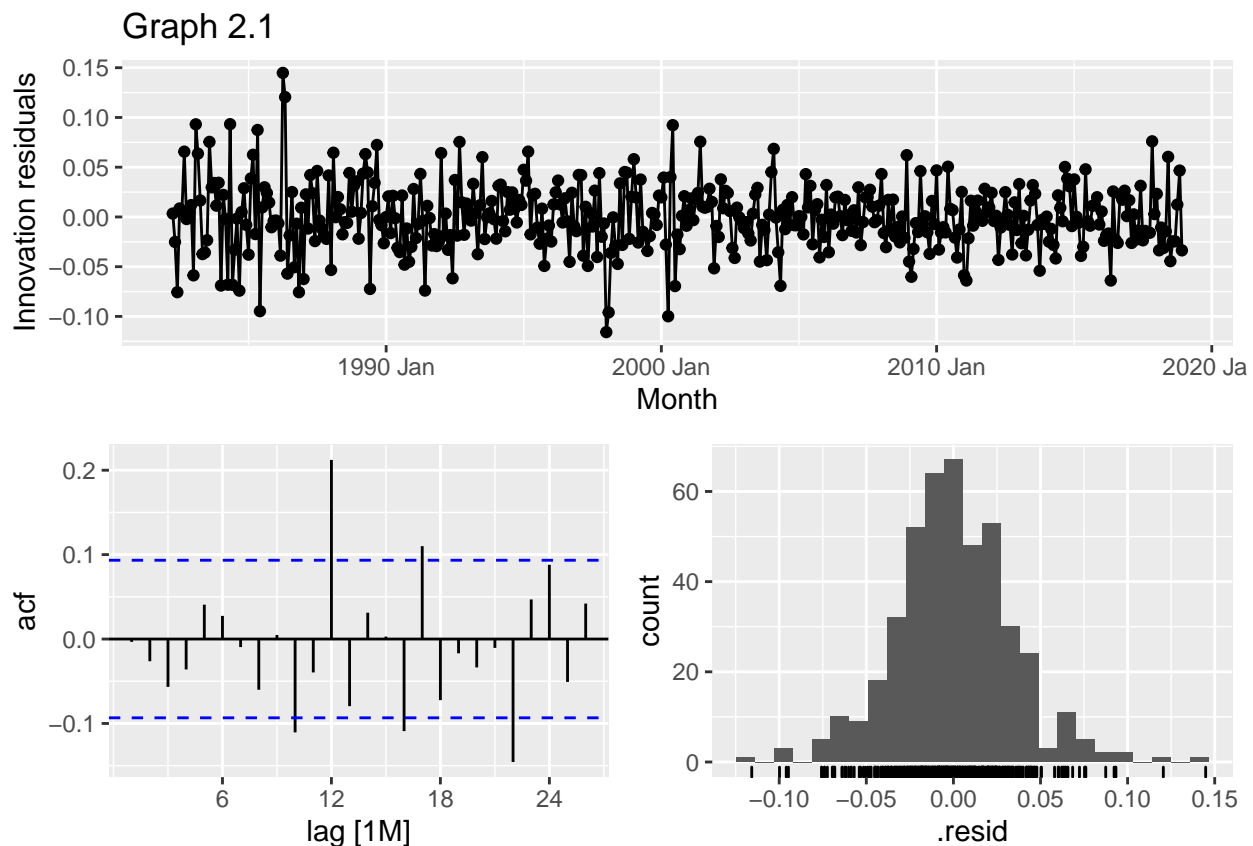 Graph 2.1
0.15
0.10
0.05
0.00
−0.05
−0.10
Innovation residuals
1990 Jan
2000 Jan
2010 Jan
2020 Ja
Month
0.2
0.1
0.0
−0.1
acf
6
12
18
24
lag [1M]
60
40
20
0
count
−0.10
−0.05
0.00
0.05
0.10
0.15
.resid